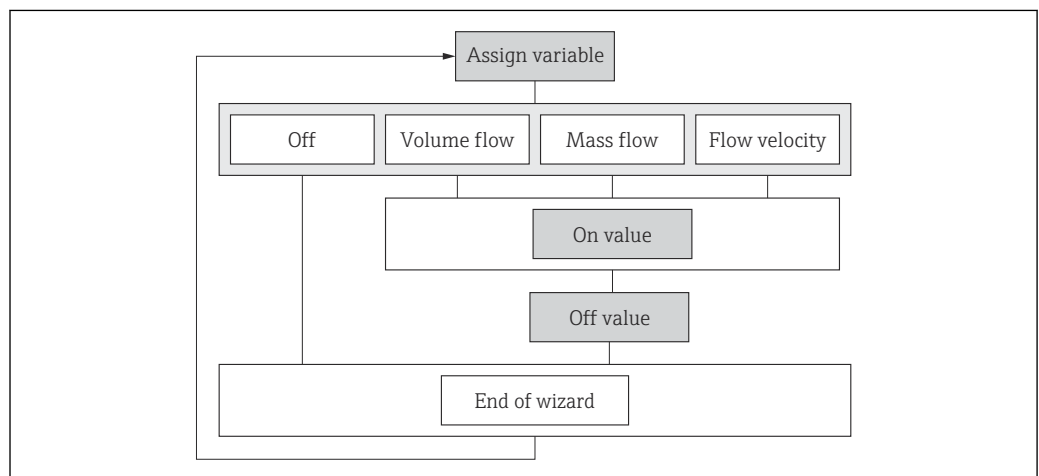 Assign variable
Off
Volume flow
Mass flow
Flow velocity
On value
Off value
End of wizard